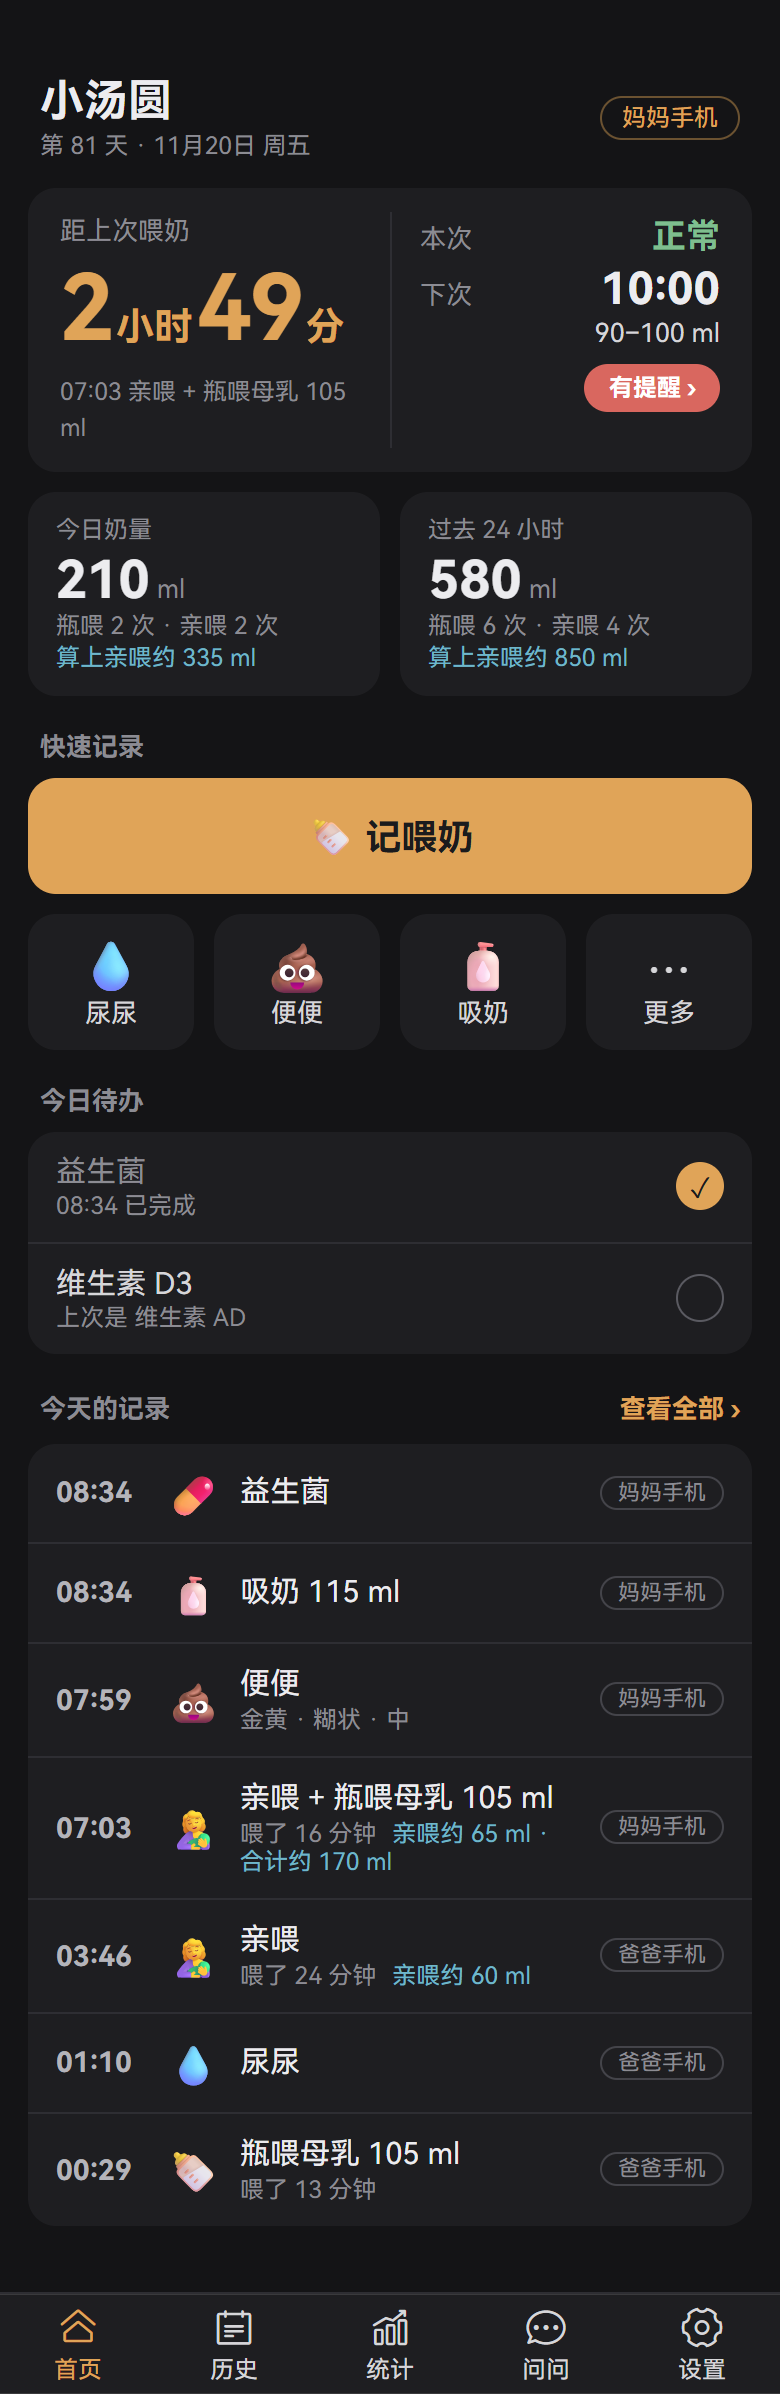 小汤圆
第 81 天 · 11月20日 周五
妈妈手机
距上次喂奶
2小时49分
07:03 亲喂 + 瓶喂母乳 105
ml
本次
正常
下次
10:00
90–100 ml
有提醒 ›
今日奶量
210 ml
瓶喂 2 次 · 亲喂 2 次
算上亲喂约 335 ml
过去 24 小时
580 ml
瓶喂 6 次 · 亲喂 4 次
算上亲喂约 850 ml
快速记录
记喂奶
尿尿
便便
吸奶
更多
今日待办
益生菌
08:34 已完成
维生素 D3
上次是 维生素 AD
今天的记录
查看全部 ›
08:34
益生菌
妈妈手机
08:34
吸奶 115 ml
妈妈手机
07:59
便便
金黄 · 糊状 · 中
妈妈手机
07:03
亲喂 + 瓶喂母乳 105 ml
喂了 16 分钟 亲喂约 65 ml ·
合计约 170 ml
妈妈手机
03:46
亲喂
喂了 24 分钟 亲喂约 60 ml
爸爸手机
01:10
尿尿
爸爸手机
00:29
瓶喂母乳 105 ml
喂了 13 分钟
爸爸手机
首页
历史
统计
问问
设置